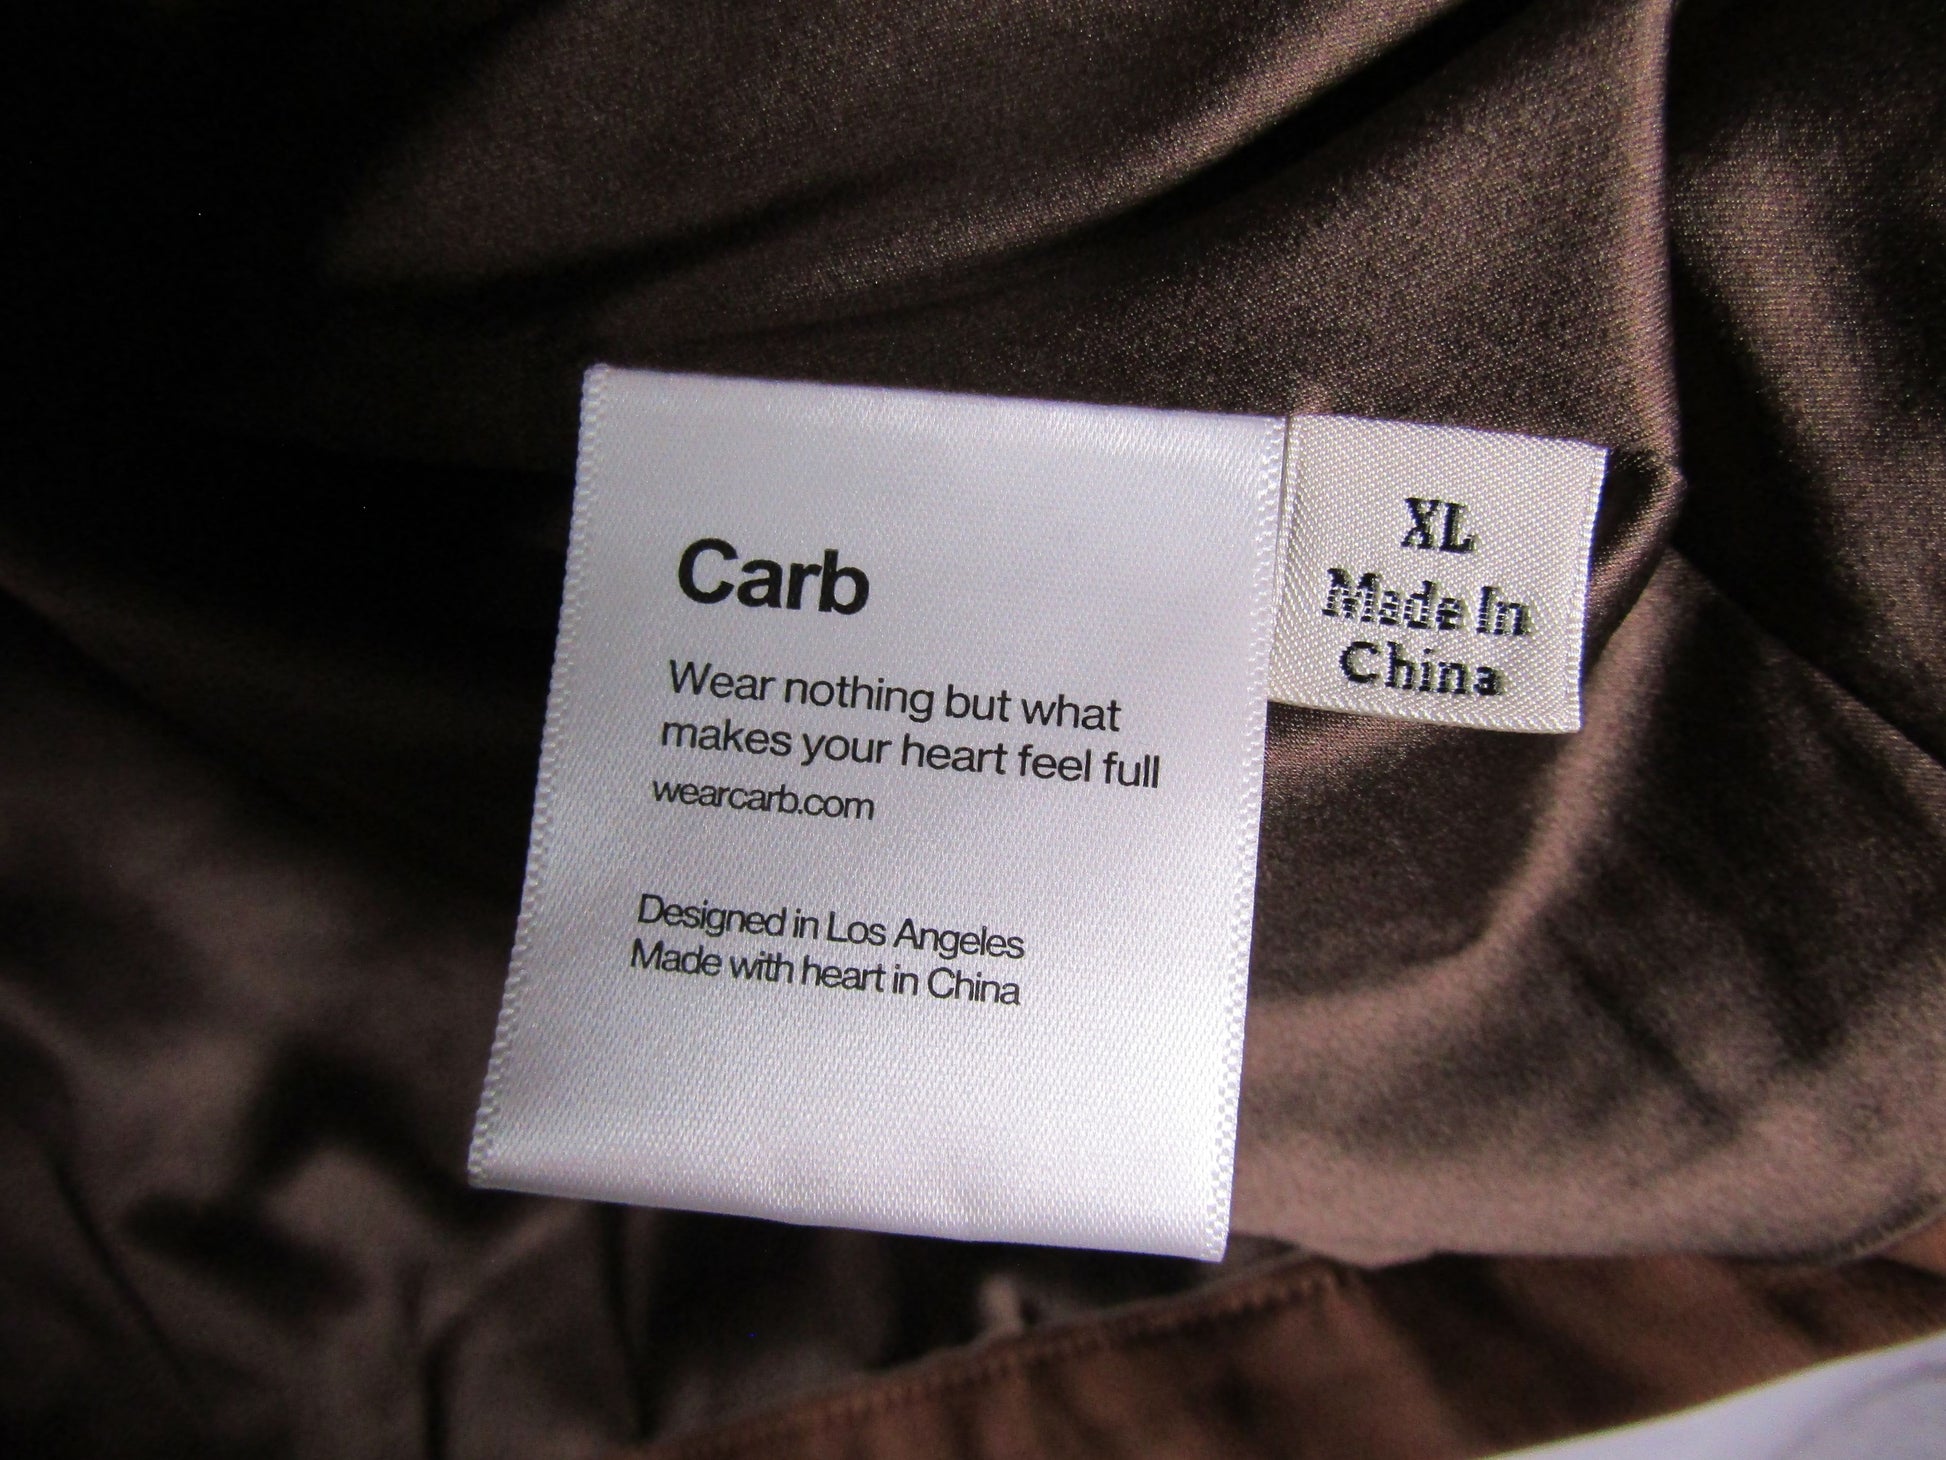 Carb
Wear nothing but what
makes your heart feel full
wearcarb.com
Designed in Los Angeles
Made with heart in China
XL
Made In
China